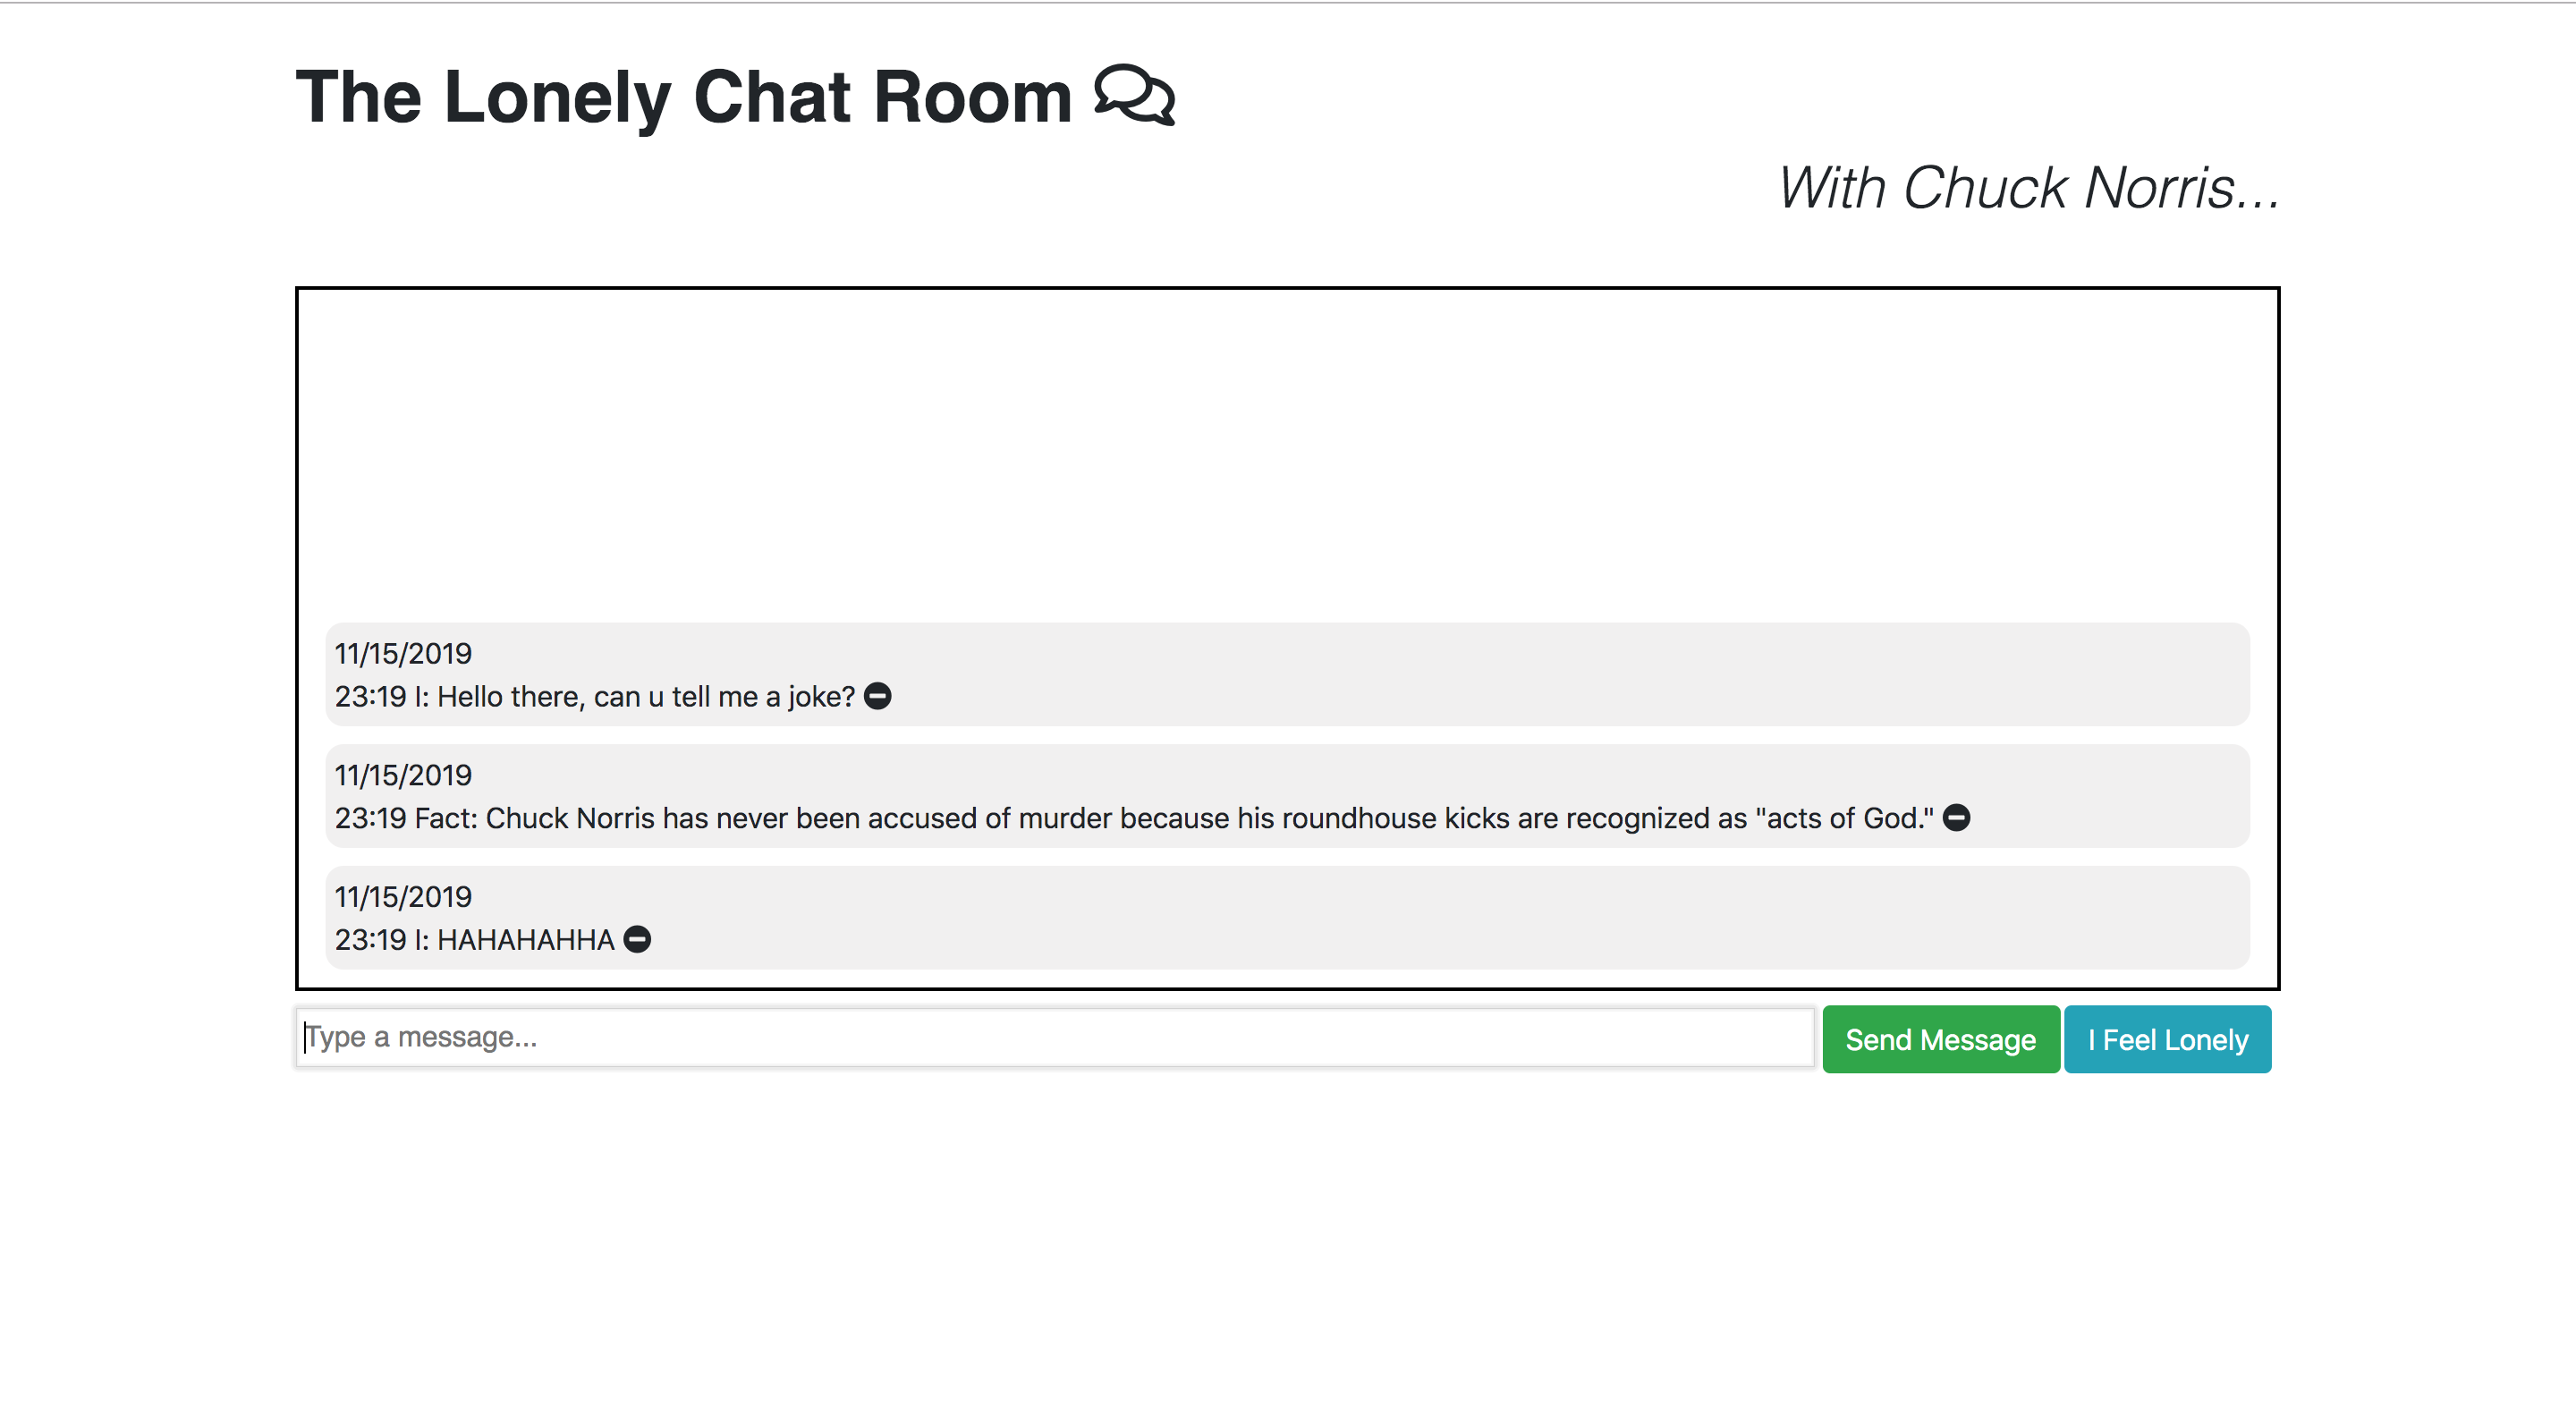 The Lonely Chat Room
With Chuck Norris...
11/15/2019
23:19 I: Hello there, can u tell me a joke?
11/15/2019
23:19 Fact: Chuck Norris has never been accused of murder because his roundhouse kicks are recognized as "acts of God."
11/15/2019
23:19 I: HAHAHAHHA
Type a message...
Send Message
I Feel Lonely